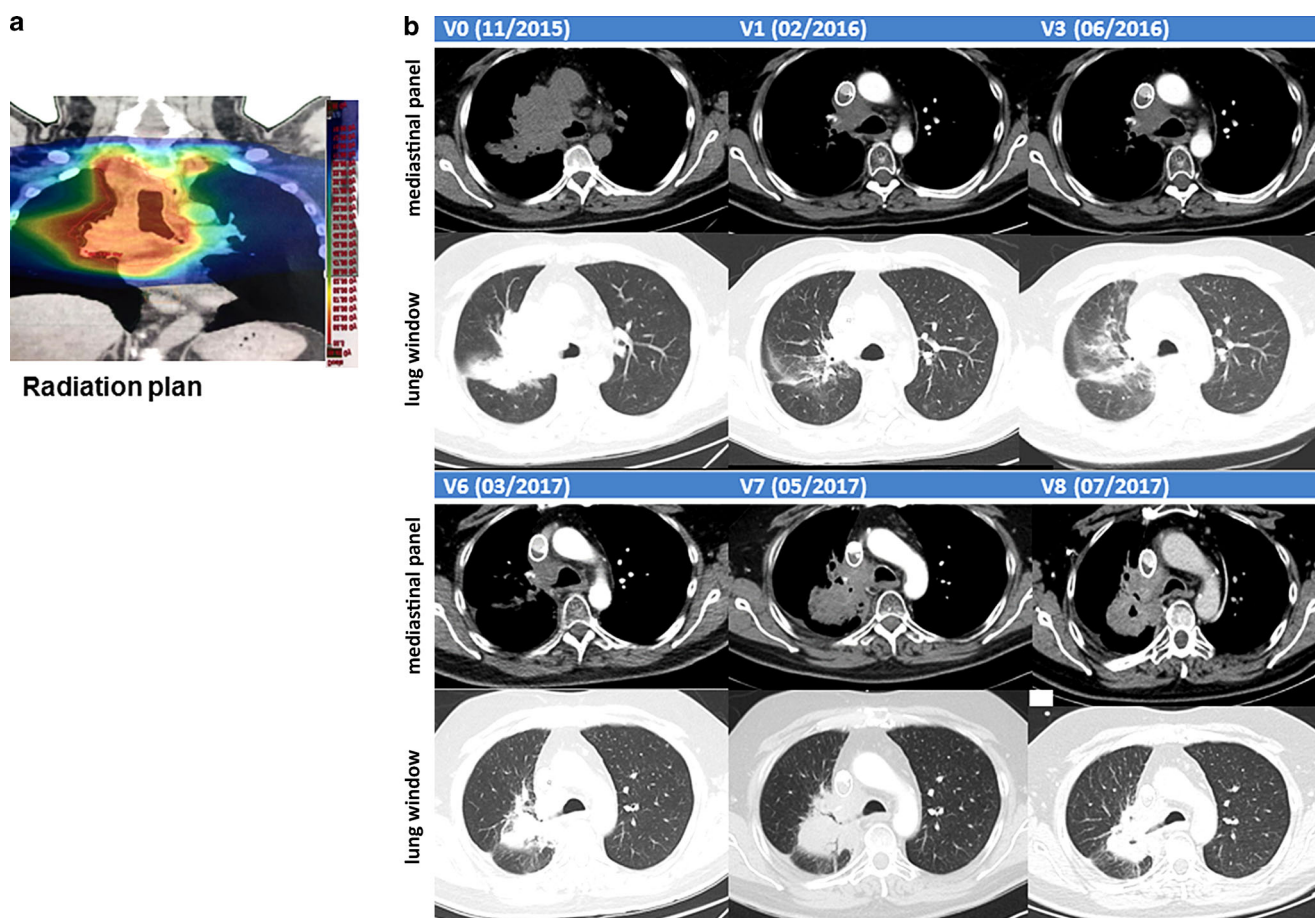 a
b
V0 (11/2015)
V1 (02/2016)
V3 (06/2016)
mediastinal panel
lung window
Radiation plan
V6 (03/2017)
V7 (05/2017)
V8 (07/2017)
mediastinal panel
lung window